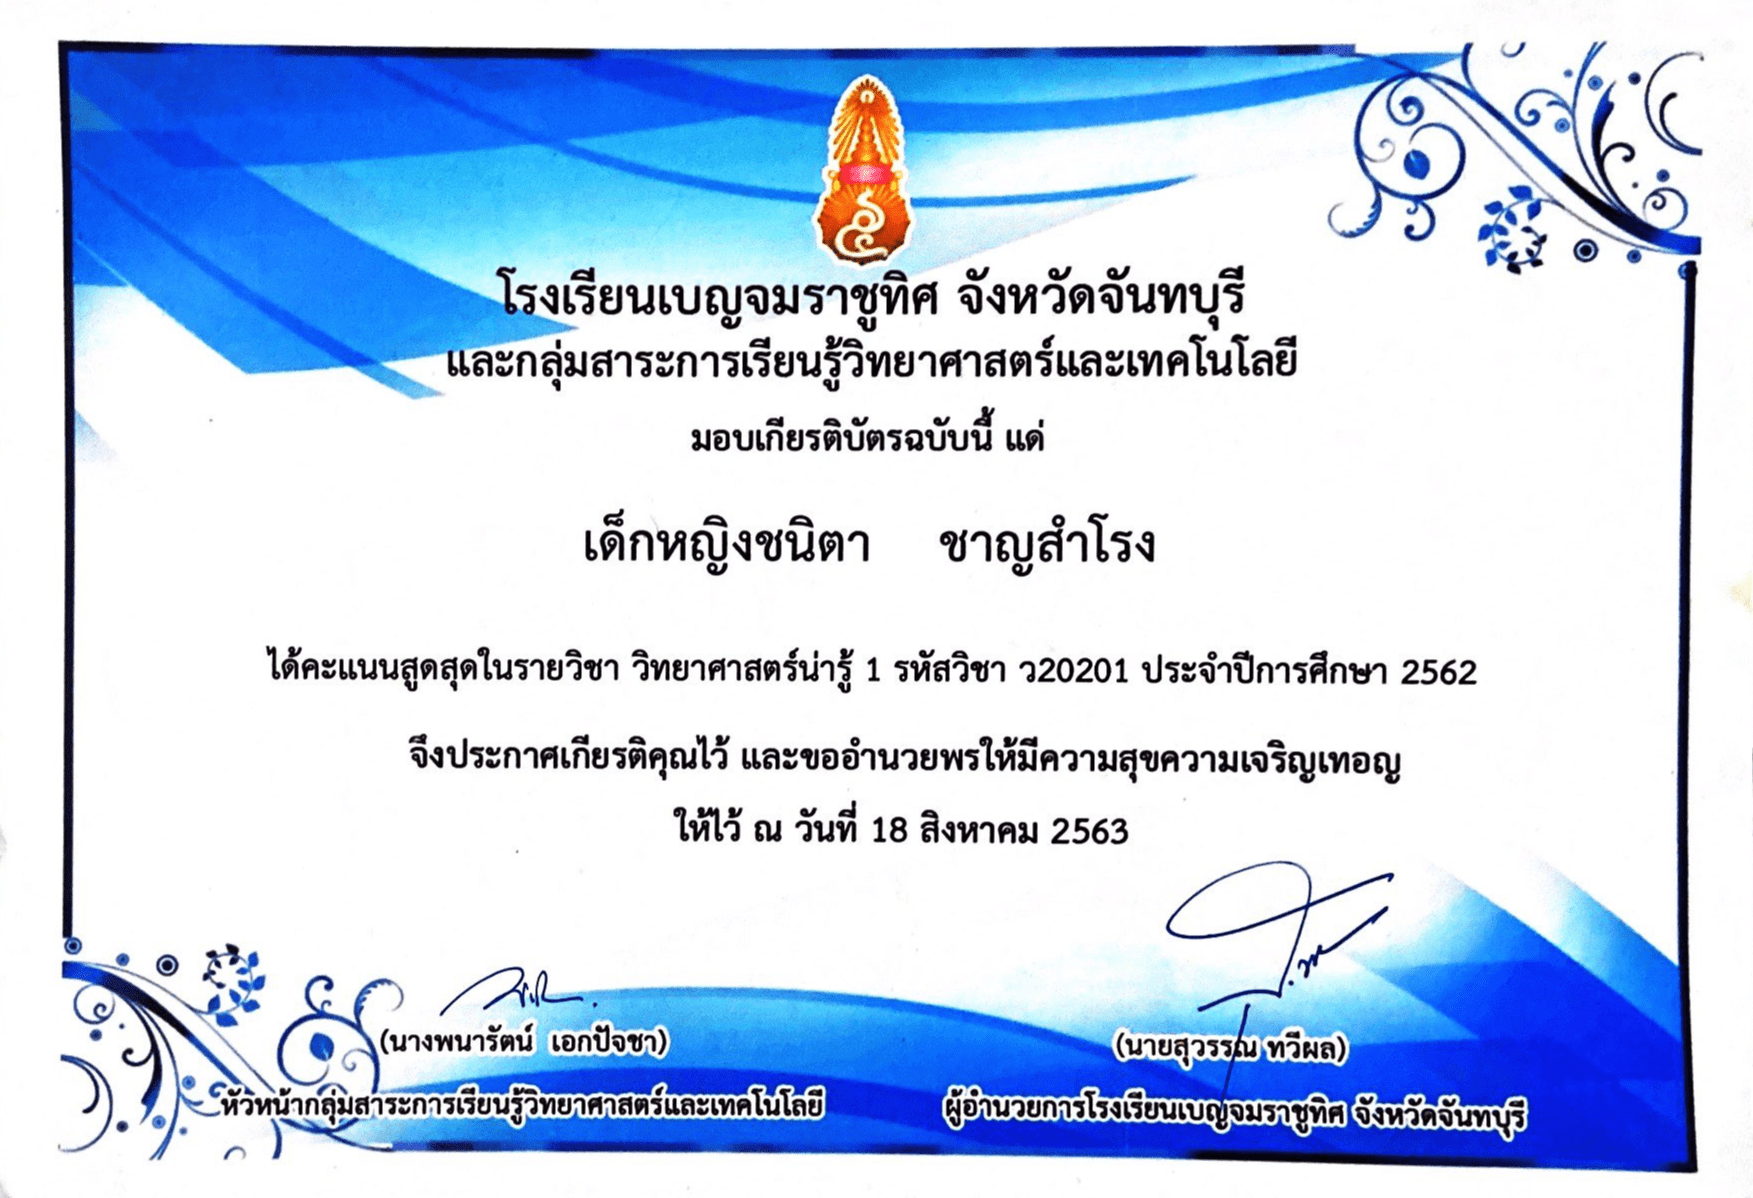 โรงเรียนเบญจมราชูทิศ จังหวัดจันทบุรี
และกลุ่มสาระการเรียนรู้วิทยาศาสตร์และเทคโนโลยี
มอบเกียรติบัตรฉบับนี้ แด่
เด็กหญิงชนิตา ชาญสำโรง
ได้คะแนนสูดสุดในรายวิชา วิทยาศาสตร์น่ารู้ 1 รหัสวิชา ว20201 ประจำปีการศึกษา 2562
จึงประกาศเกียรติคุณไว้ และขออำนวยพรให้มีความสุขความเจริญเทอญ
ให้ไว้ ณ วันที่ 18 สิงหาคม 2563
(นางพนารัตน์ เอกปัจชา)
หัวหน้ากลุ่มสาระการเรียนรู้วิทยาศาสตร์และเทคโนโลยี
(นายสุวรรณ ทวีผล)
ผู้อำนวยการโรงเรียนเบญจมราชูทิศ จังหวัดจันทบุรี